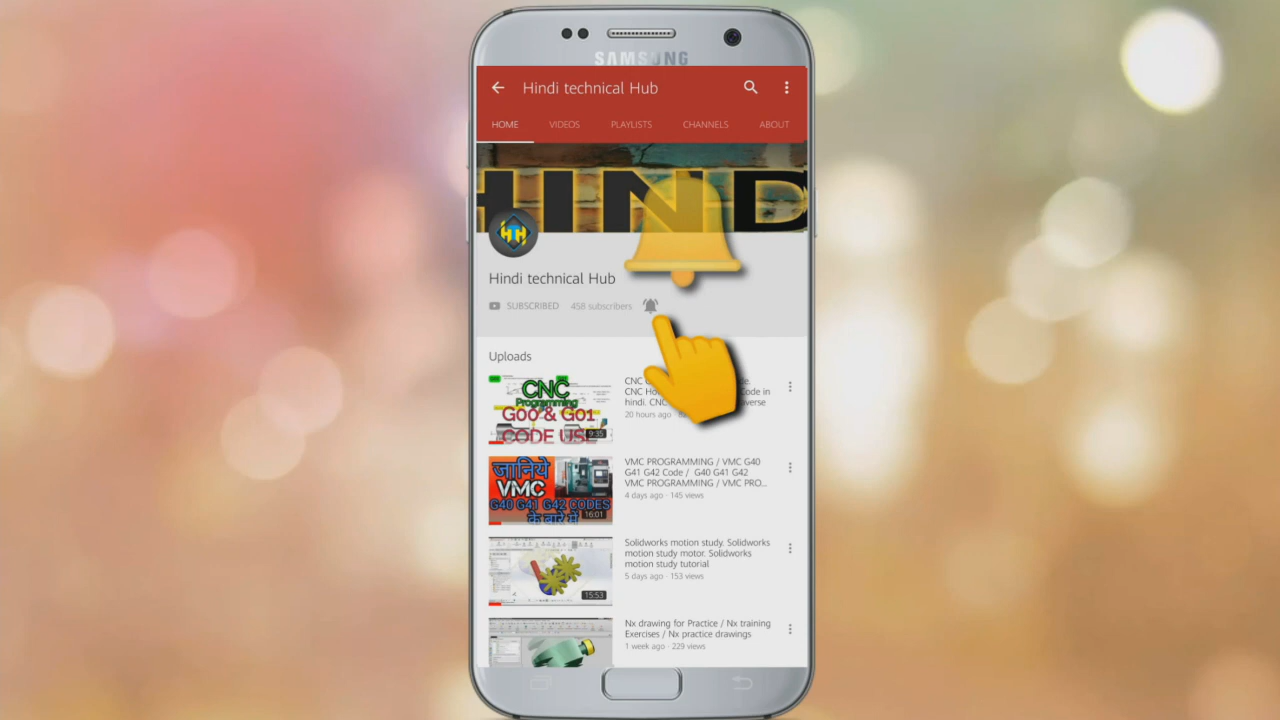 SAMSUNG
Hindi technical Hub
HOME VIDEOS PLAYLISTS CHANNELS ABOUT
HIND
HTH
Hindi technical Hub
SUBSCRIBED 458 subscribers
Uploads
CNC
Programming
G00 & G01
CODE USE
9:35
CNC
CNC Code in
hindi. CNC
20 hours ago
जानिये
VMC
G40 G41 G42 CODES
के बारे में
16:01
VMC PROGRAMMING / VMC G40
G41 G42 Code / G40 G41 G42
VMC PROGRAMMING / VMC PRO...
4 days ago · 145 views
15:53
Solidworks motion study. Solidworks
motion study motor. Solidworks
motion study tutorial
5 days ago · 153 views
Nx drawing for Practice / Nx training
Exercises / Nx practice drawings
1 week ago · 229 views